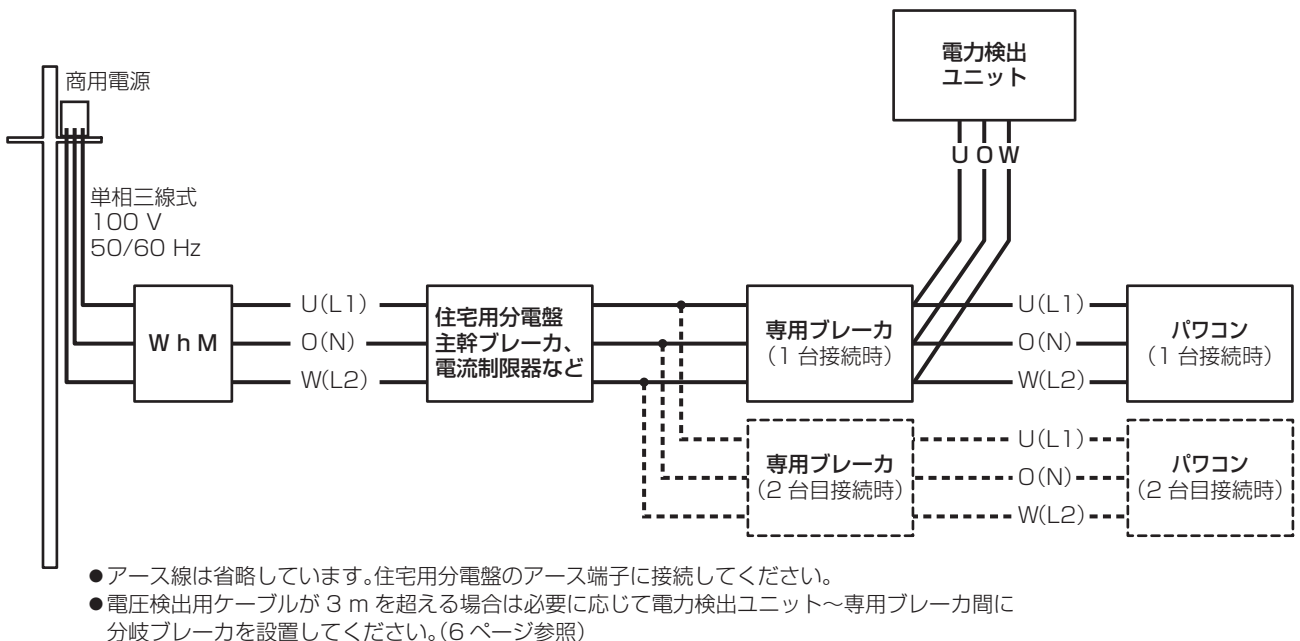 電力検出
ユニット
商用電源
U O W
単相三線式
100 V
50/60 Hz
WhM
U(L1)
O(N)
W(L2)
住宅用分電盤
主幹ブレーカ、
電流制限器など
専用ブレーカ
(1 台接続時)
U(L1)
O(N)
W(L2)
パワコン
(1 台接続時)
専用ブレーカ
(2 台目接続時)
U(L1)
O(N)
W(L2)
パワコン
(2 台目接続時)
●アース線は省略しています。住宅用分電盤のアース端子に接続してください。
●電圧検出用ケーブルが 3 m を超える場合は必要に応じて電力検出ユニット~専用ブレーカ間に
分岐ブレーカを設置してください。(6 ページ参照)